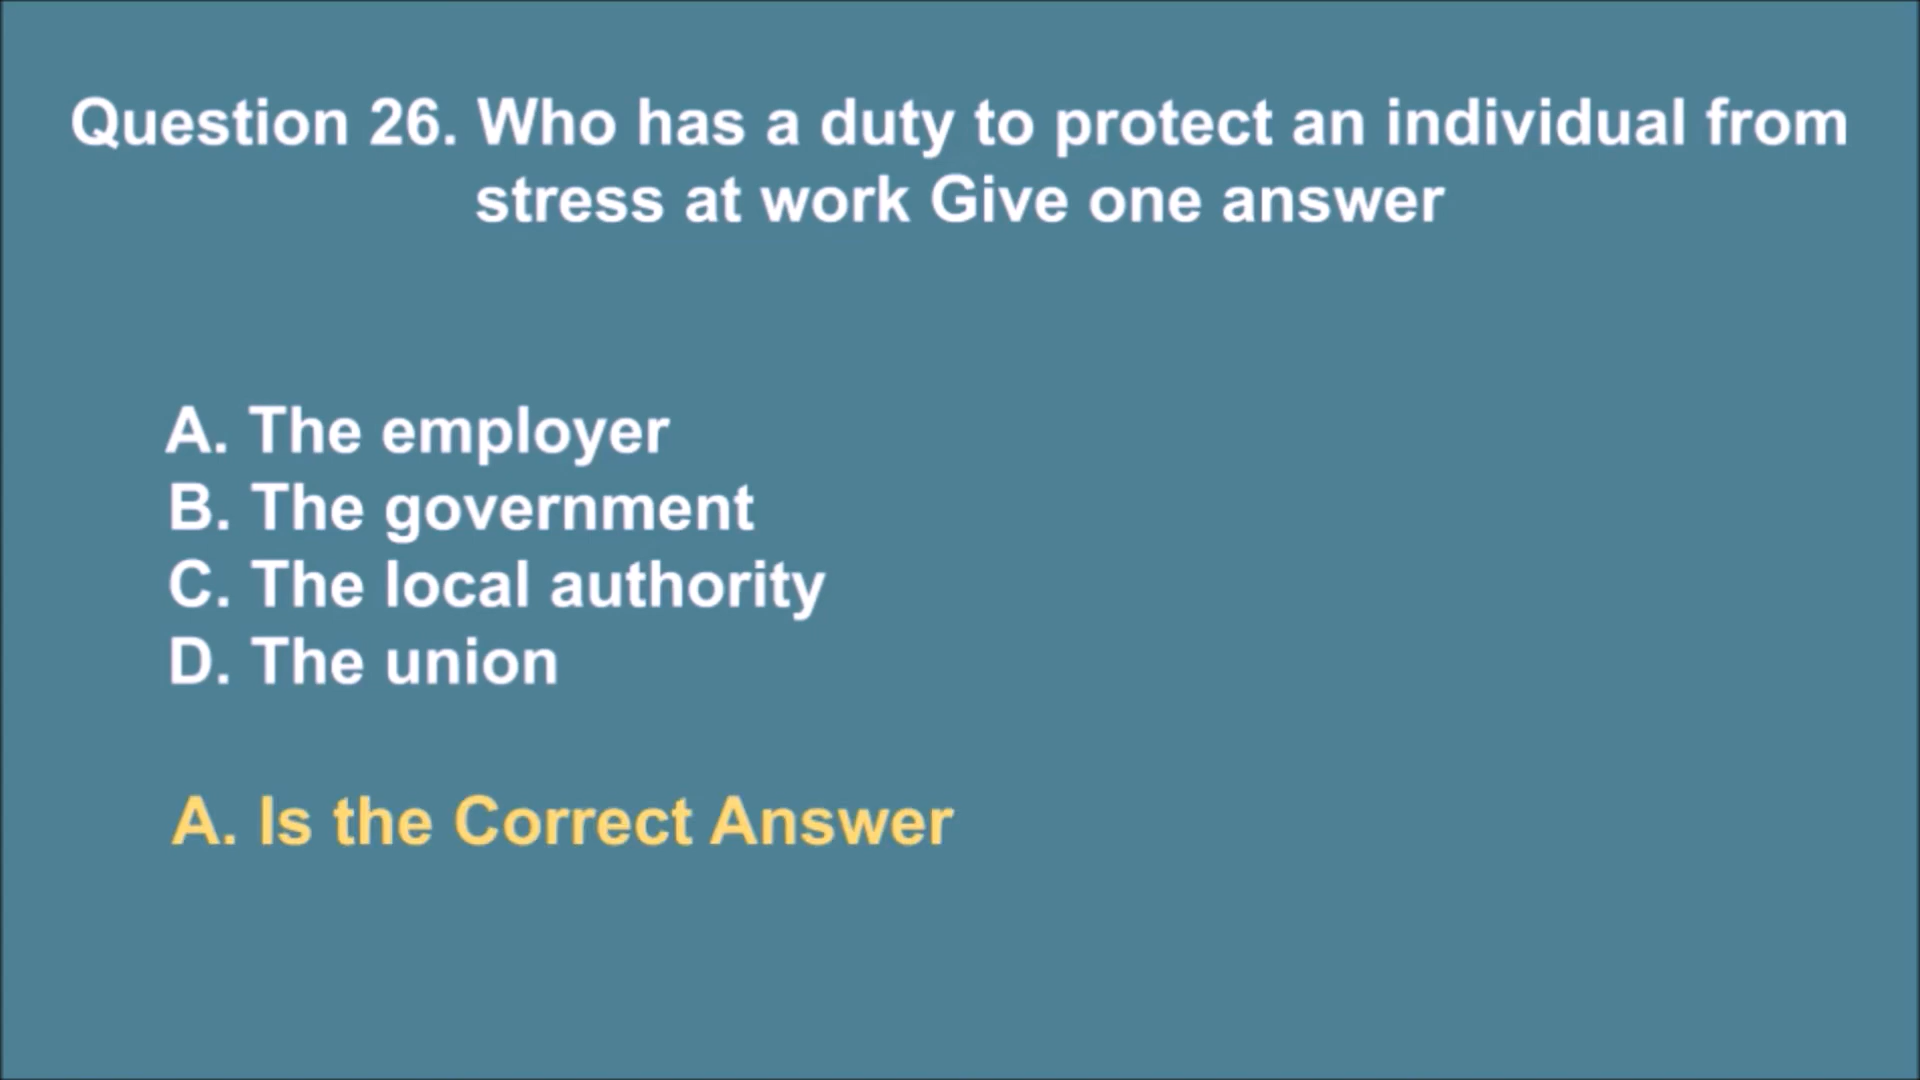 Question 26. Who has a duty to protect an individual from
stress at work Give one answer
A. The employer
B. The government
C. The local authority
D. The union
A. Is the Correct Answer